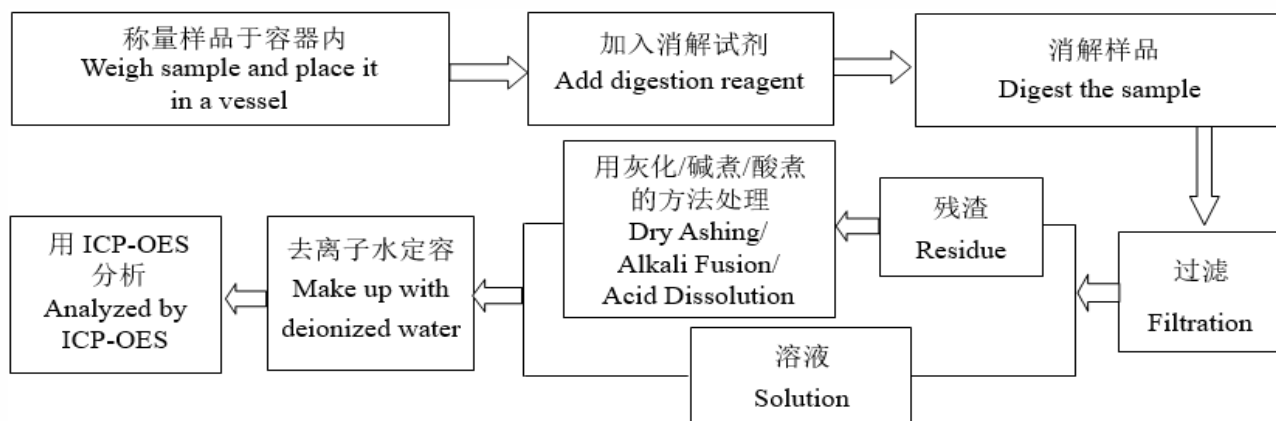 称量样品于容器内
Weigh sample and place it
in a vessel
加入消解试剂
Add digestion reagent
消解样品
Digest the sample
过滤
Filtration
残渣
Residue
用灰化/碱煮/酸煮
的方法处理
Dry Ashing/
Alkali Fusion/
Acid Dissolution
溶液
Solution
去离子水定容
Make up with
deionized water
用 ICP-OES
分析
Analyzed by
ICP-OES